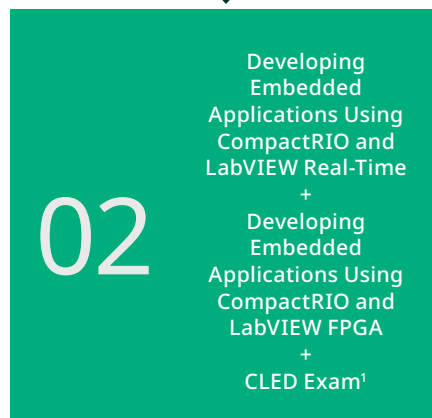 02
Developing
Embedded
Applications Using
CompactRIO and
LabVIEW Real-Time
+
Developing
Embedded
Applications Using
CompactRIO and
LabVIEW FPGA
+
CLED Exam¹